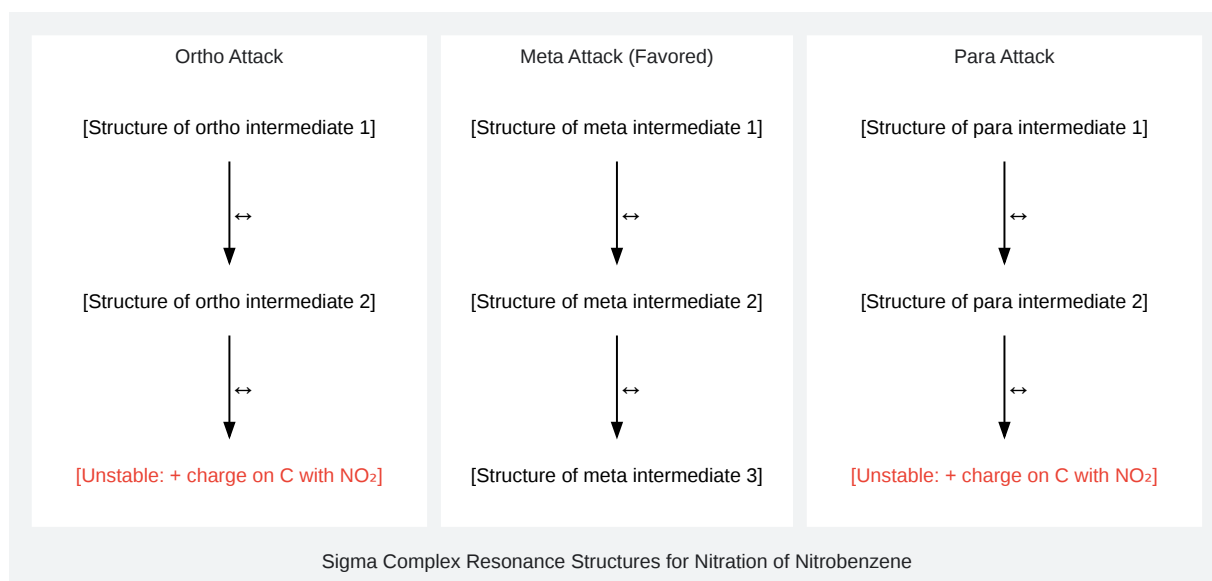 Ortho Attack
[Structure of ortho intermediate 1]
↔
[Structure of ortho intermediate 2]
↔
[Unstable: + charge on C with NO₂]
Meta Attack (Favored)
[Structure of meta intermediate 1]
↔
[Structure of meta intermediate 2]
↔
[Structure of meta intermediate 3]
Para Attack
[Structure of para intermediate 1]
↔
[Structure of para intermediate 2]
↔
[Unstable: + charge on C with NO₂]
Sigma Complex Resonance Structures for Nitration of Nitrobenzene